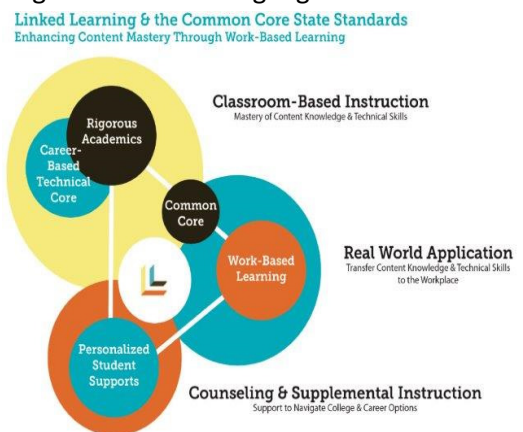 Linked Learning & the Common Core State Standards
Enhancing Content Mastery Through Work-Based Learning
Classroom-Based Instruction
Mastery of Content Knowledge & Technical Skills
Rigorous
Academics
Career-
Based
Technical
Core
Common
Core
Work-Based
Learning
Real World Application
Transfer Content Knowledge & Technical Skills
to the Workplace
Personalized
Student
Supports
Counseling & Supplemental Instruction
Support to Navigate College & Career Options